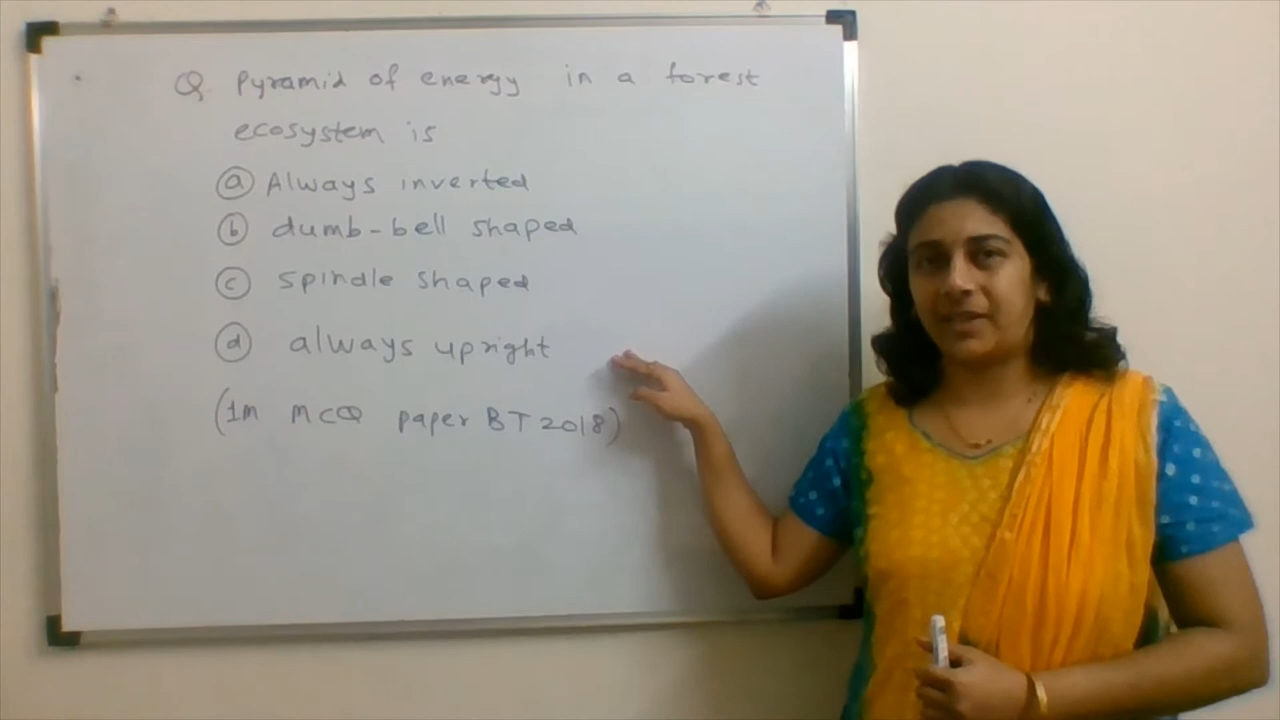 Q. Pyramid of energy in a forest
ecosystem is
ⓐ Always inverted
ⓑ dumb-bell shaped
ⓒ spindle shaped
ⓓ always upright
(1m MCQ paper BT 2018)